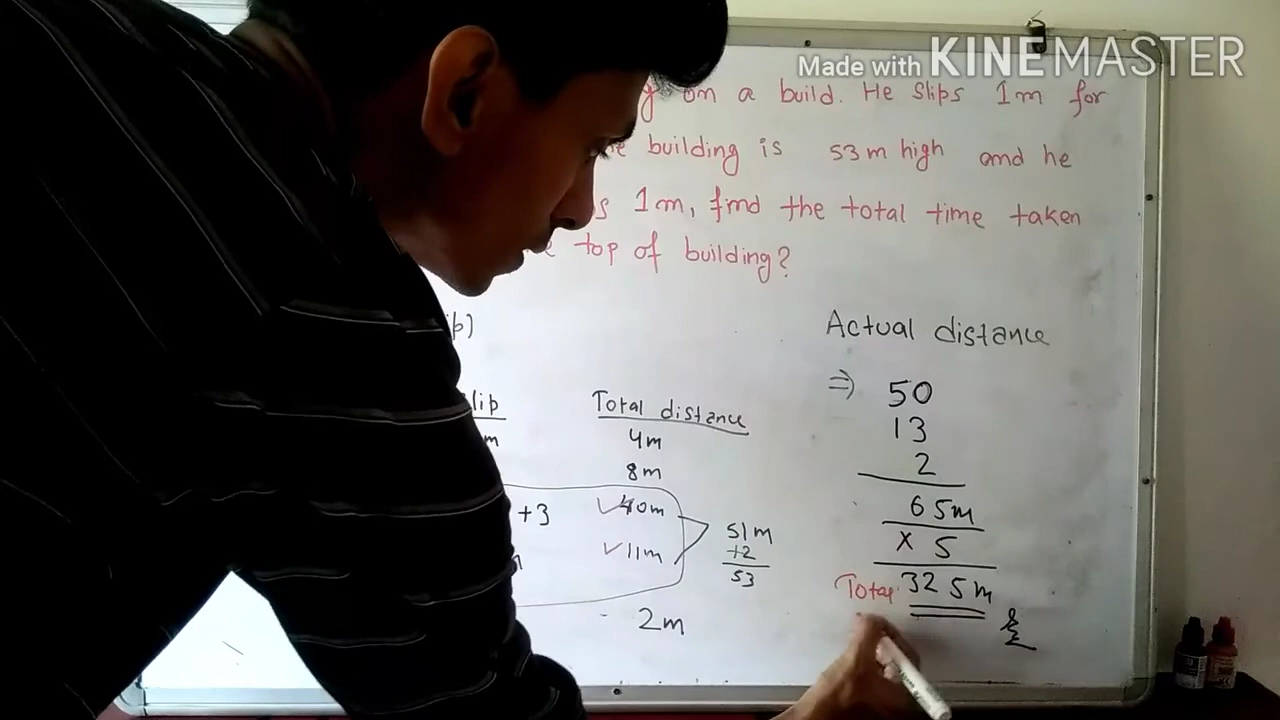 Made with KINEMASTER
on a build. He slips 1m for
building is 53m high and he
1m, find the total time taken
top of building?
Actual distance
⇒ 50
13
2
65m
× 5
Total 325m
Total distance
4m
8m
+3 ✓40m
✓11m
51m
+2
53
2m